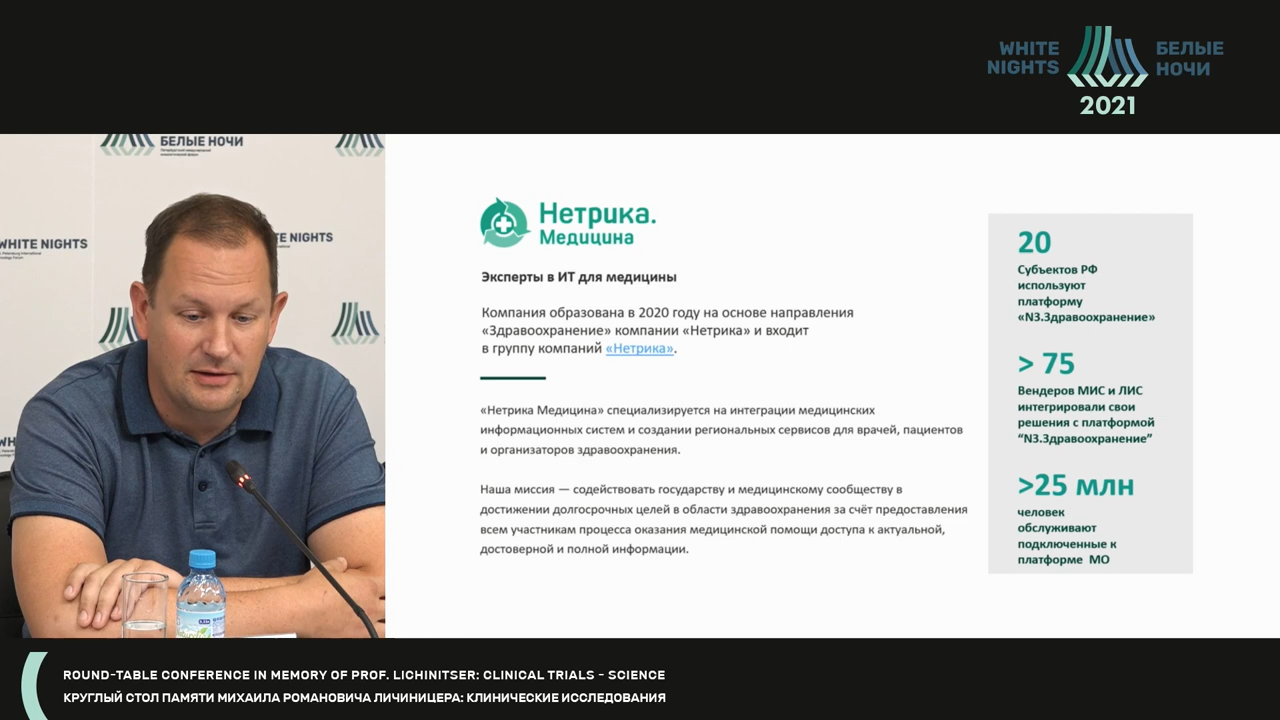 WHITE
NIGHTS
БЕЛЫЕ
НОЧИ
2021
БЕЛЫЕ НОЧИ
WHITE NIGHTS
TE NIGHTS
Нетрика.
Медицина
Эксперты в ИТ для медицины
Компания образована в 2020 году на основе направления
«Здравоохранение» компании «Нетрика» и входит
в группу компаний «Нетрика».
«Нетрика Медицина» специализируется на интеграции медицинских
информационных систем и создании региональных сервисов для врачей, пациентов
и организаторов здравоохранения.
Наша миссия — содействовать государству и медицинскому сообществу в
достижении долгосрочных целей в области здравоохранения за счёт предоставления
всем участникам процесса оказания медицинской помощи доступа к актуальной,
достоверной и полной информации.
20
Субъектов РФ
используют
платформу
«N3.Здравоохранение»
> 75
Вендеров МИС и ЛИС
интегрировали свои
решения с платформой
“N3.Здравоохранение”
>25 млн
человек
обслуживают
подключенные к
платформе МО
ROUND-TABLE CONFERENCE IN MEMORY OF PROF. LICHINITSER: CLINICAL TRIALS - SCIENCE
КРУГЛЫЙ СТОЛ ПАМЯТИ МИХАИЛА РОМАНОВИЧА ЛИЧИНИЦЕРА: КЛИНИЧЕСКИЕ ИССЛЕДОВАНИЯ